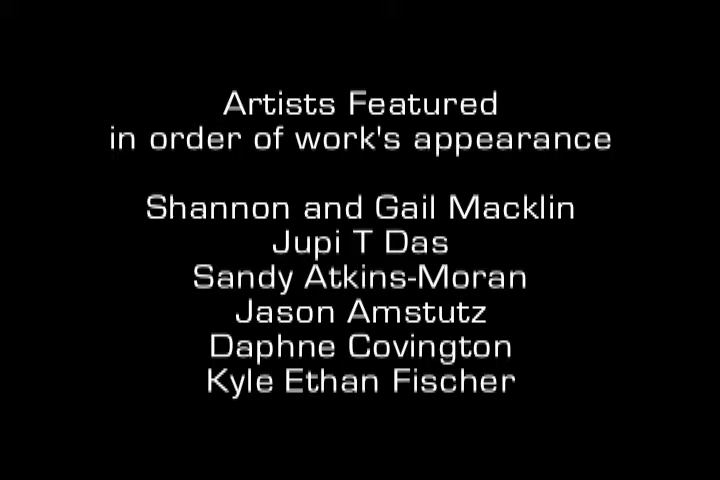 Artists Featured
in order of work's appearance
Shannon and Gail Macklin
Jupi T Das
Sandy Atkins-Moran
Jason Amstutz
Daphne Covington
Kyle Ethan Fischer